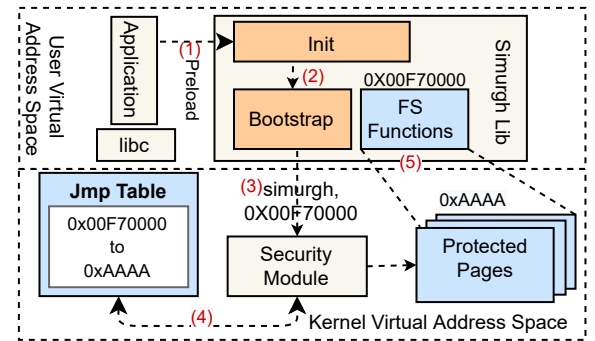 User Virtual
Address Space
Application
libc
(1)
Preload
Init
(2)
Bootstrap
0X00F70000
FS
Functions
Simurgh Lib
(5)
(3)simurgh,
0X00F70000
Jmp Table
0x00F70000
to
0xAAAA
Security
Module
0xAAAA
Protected
Pages
(4)
Kernel Virtual Address Space